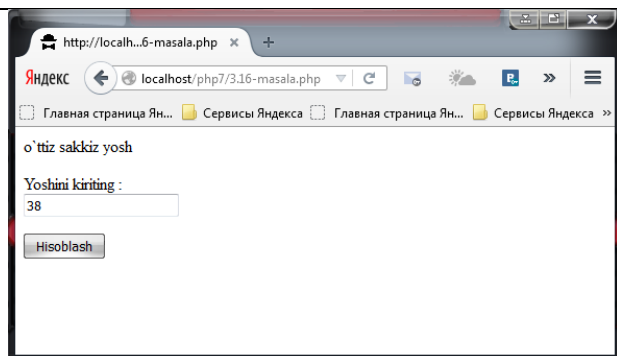 http://localh...6-masala.php
Яндекс localhost/php7/3.16-masala.php
Главная страница Ян... Сервисы Яндекса Главная страница Ян... Сервисы Яндекса »
o`ttiz sakkiz yosh
Yoshini kiriting :
38
Hisoblash